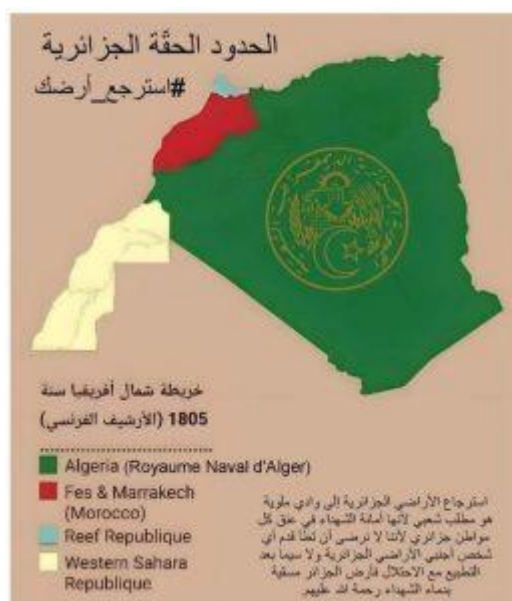 الحدود الحقّة الجزائرية
#استرجع_أرضك
خريطة شمال أفريقيا سنة
1805 (الأرشيف الفرنسي)
Algeria (Royaume Naval d'Alger)
Fes & Marrakech
(Morocco)
Reef Republique
Western Sahara
Republique
استرجاع الأراضي الجزائرية إلى وادي ملوية
هو مطلب شعبي لأنها أمانة الشهداء في عنق كل
مواطن جزائري لأننا لا نرضى أن تطأ قدم أي
شخص أجنبي الأراضي الجزائرية ولا سيما بعد
التطبيع مع الاحتلال فأرض الجزائر مسقية
بدماء الشهداء رحمة الله عليهم